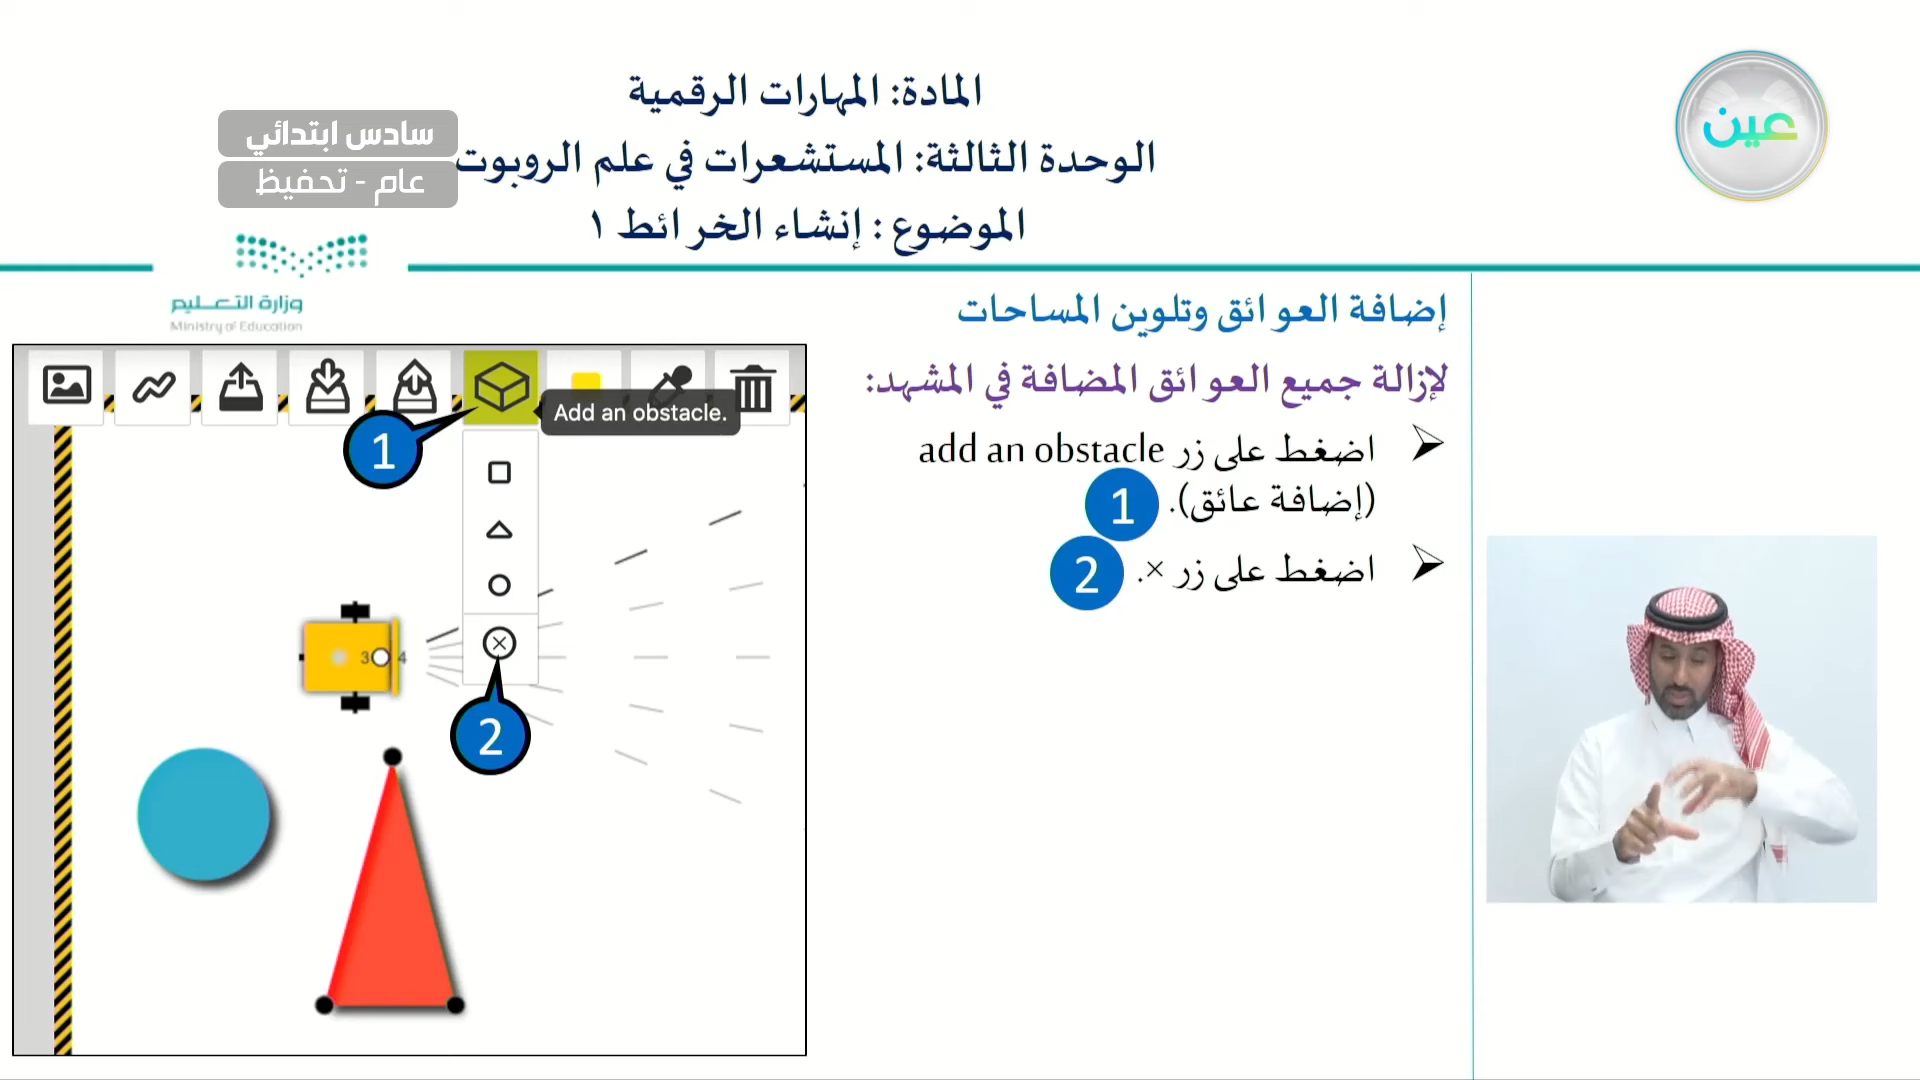 المادة: المهارات الرقمية
الوحدة الثالثة: المستشعرات في علم الروبوت
الموضوع : إنشاء الخرائط ١
سادس ابتدائي
عام - تحفيظ
عين
وزارة التعليم
Ministry of Education
إضافة العوائق وتلوين المساحات
لإزالة جميع العوائق المضافة في المشهد:
اضغط على زر add an obstacle
(إضافة عائق). 1
اضغط على زر ×. 2
Add an obstacle.
1
3 4
2